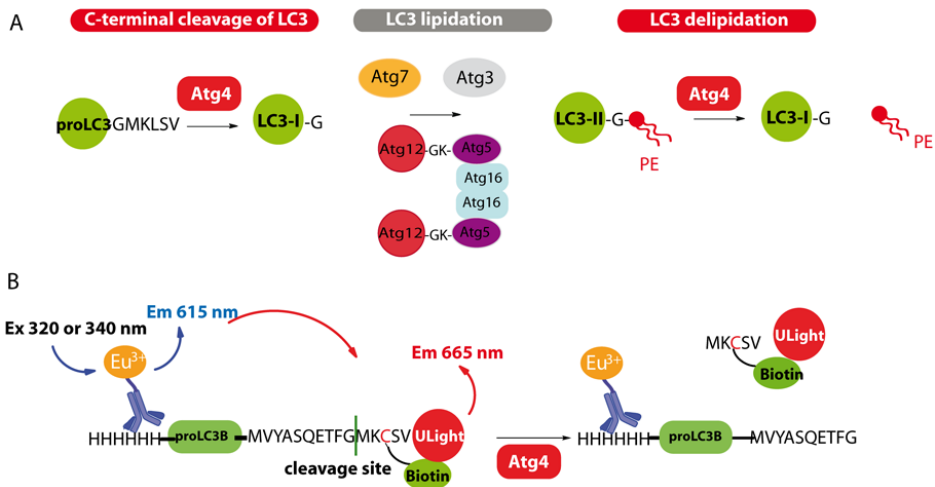 A
C-terminal cleavage of LC3
LC3 lipidation
LC3 delipidation
Atg7
Atg3
Atg4
proLC3GMKLSV
LC3-I-G
Atg12-GK-Atg5
Atg16
Atg16
Atg12-GK-Atg5
Atg4
LC3-II-G-
PE
LC3-I-G
PE
B
Ex 320 or 340 nm
Em 615 nm
Em 665 nm
Eu3+
HHHHHH
proLC3B
MVYASQETFGMKCSV
ULight
Biotin
cleavage site
Atg4
Eu3+
HHHHHH
proLC3B
MVYASQETFG
MKCSV
ULight
Biotin